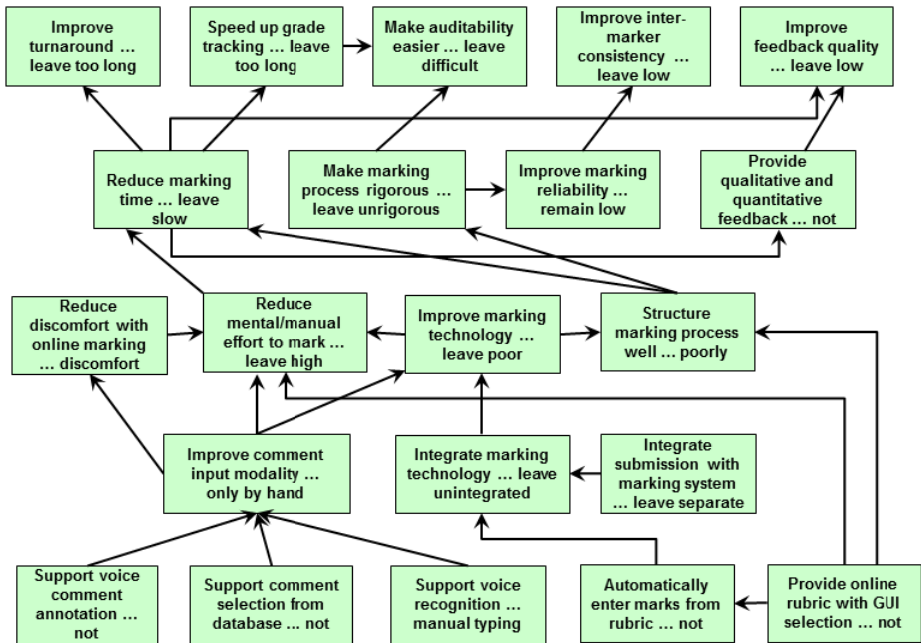 Improve
turnaround ...
leave too long
Speed up grade
tracking ... leave
too long
Make auditability
easier ... leave
difficult
Improve inter-
marker
consistency ...
leave low
Improve
feedback quality
... leave low
Reduce marking
time ... leave
slow
Make marking
process rigorous ...
leave unrigorous
Improve marking
reliability ...
remain low
Provide
qualitative and
quantitative
feedback ... not
Reduce
discomfort with
online marking
... discomfort
Reduce
mental/manual
effort to mark ...
leave high
Improve marking
technology ...
leave poor
Structure
marking process
well ... poorly
Improve comment
input modality ...
only by hand
Integrate marking
technology ... leave
unintegrated
Integrate
submission with
marking system
... leave separate
Support voice
comment
annotation ...
not
Support comment
selection from
database ... not
Support voice
recognition ...
manual typing
Automatically
enter marks from
rubric ... not
Provide online
rubric with GUI
selection ... not